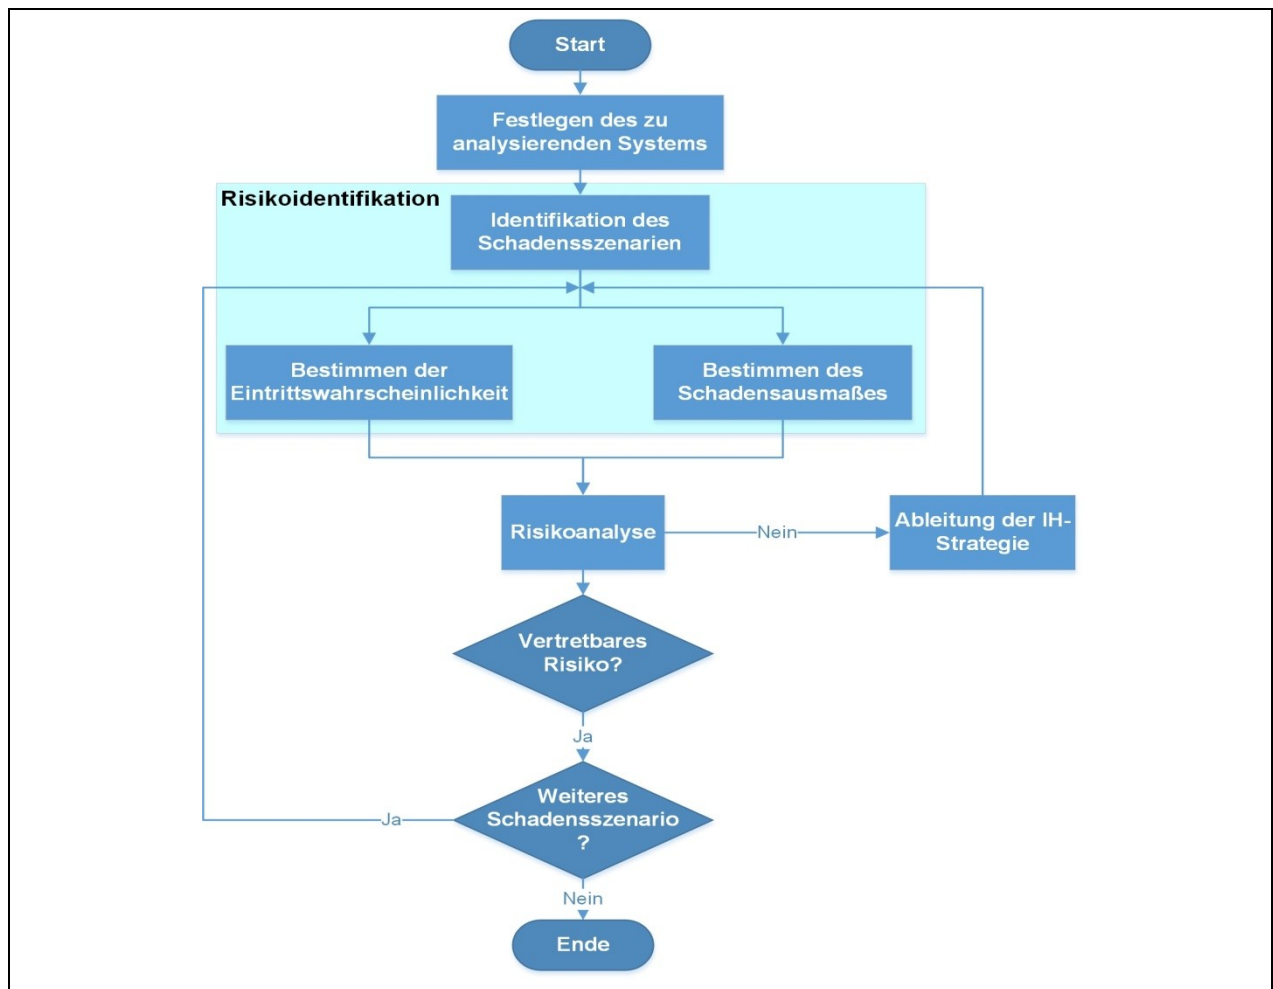 Start
Festlegen des zu
analysierenden Systems
Risikoidentifikation
Identifikation des
Schadensszenarien
Bestimmen der
Eintrittswahrscheinlichkeit
Bestimmen des
Schadensausmaßes
Risikoanalyse
Nein
Ableitung der IH-
Strategie
Vertretbares
Risiko?
Ja
Weiteres
Schadensszenario
?
Ja
Nein
Ende